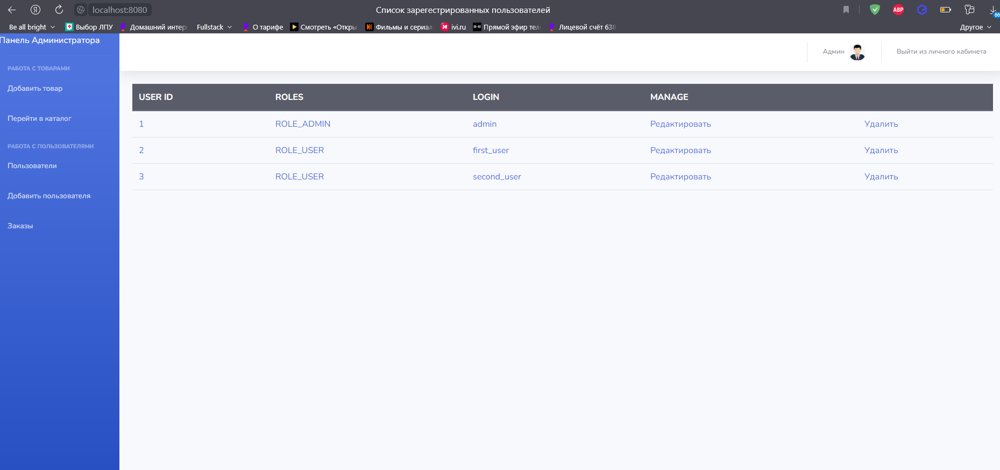 Я localhost:8080 Список зарегестрированных пользователей ABP 66
Be all bright Выбор ЛПУ Домашний интер Fullstack О тарифе Смотреть «Откры Фильмы и сериал ivi.ru Прямой эфир тел Лицевой счёт 638 Другое
Панель Администратора
Админ Выйти из личного кабинета
РАБОТА С ТОВАРАМИ
Добавить товар
Перейти в каталог
РАБОТА С ПОЛЬЗОВАТЕЛЯМИ
Пользователи
Добавить пользователя
Заказы
USER ID ROLES LOGIN MANAGE
1 ROLE_ADMIN admin Редактировать Удалить
2 ROLE_USER first_user Редактировать Удалить
3 ROLE_USER second_user Редактировать Удалить